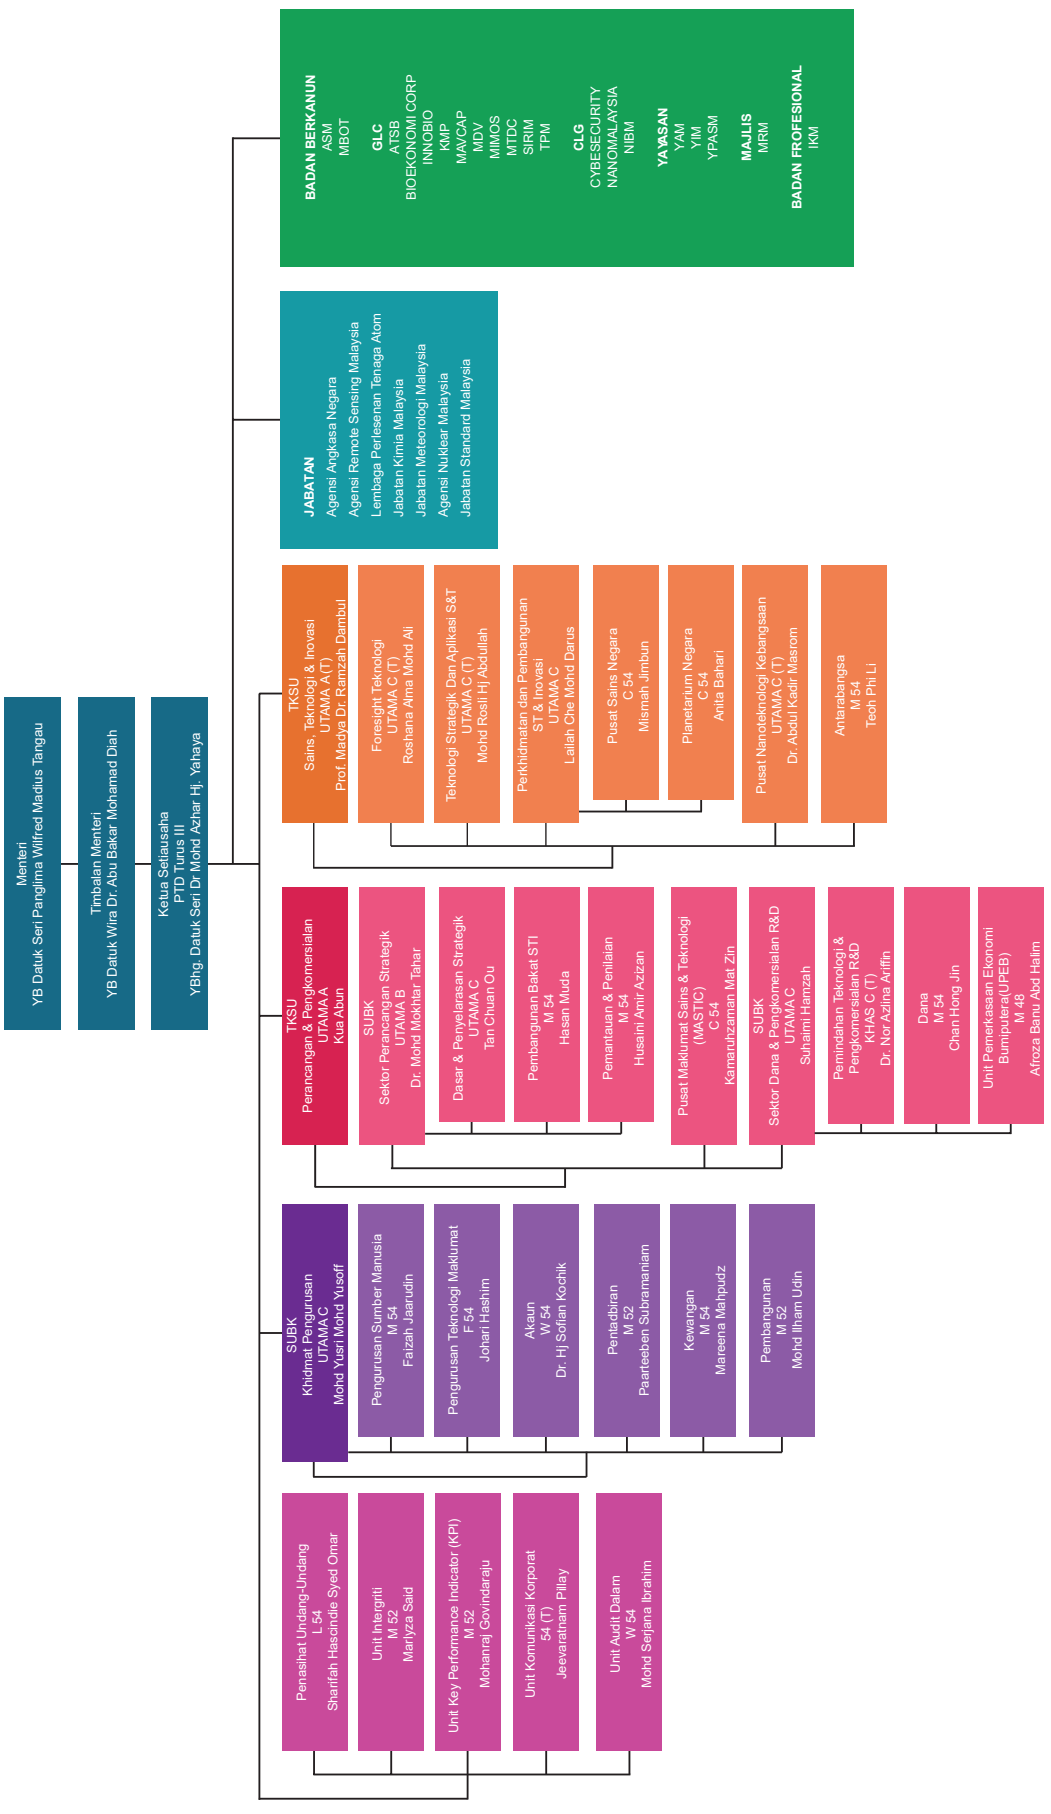 Menteri
YB Datuk Seri Panglima Wilfred Madius Tangau
Timbalan Menteri
YB Datuk Wira Dr. Abu Bakar Mohamad Diah
Ketua Setiausaha
PTD Turus III
YBhg. Datuk Seri Dr Mohd Azhar Hj. Yahaya
Penasihat Undang-Undang
L 54
Sharifah Hascindie Syed Omar
Unit Intergriti
M 52
Marlyza Said
Unit Key Performance Indicator (KPI)
M 52
Mohanraj Govindaraju
Unit Komunikasi Korporat
54 (T)
Jeevaratnam Pillay
Unit Audit Dalam
W 54
Mohd Serjana Ibrahim
SUBK
Khidmat Pengurusan
UTAMA C
Mohd Yusri Mohd Yusoff
Pengurusan Sumber Manusia
M 54
Faizah Jaarudin
Pengurusan Teknologi Maklumat
F 54
Johari Hashim
Akaun
W 54
Dr. Hj Sofian Kochik
Pentadbiran
M 52
Paarteeben Subramaniam
Kewangan
M 54
Mareena Mahpudz
Pembangunan
M 52
Mohd Ilham Udin
TKSU
Perancangan & Pengkomersialan
UTAMA A
Kua Abun
SUBK
Sektor Perancangan Strategik
UTAMA B
Dr. Mohd Mokhtar Tahar
Dasar & Penyelarasan Strategik
UTAMA C
Tan Chuan Ou
Pembangunan Bakat STI
M 54
Hasan Muda
Pemantauan & Penilaian
M 54
Husaini Amir Azizan
Pusat Maklumat Sains & Teknologi
(MASTIC)
C 54
Kamaruhzaman Mat Zin
SUBK
Sektor Dana & Pengkomersialan R&D
UTAMA C
Suhaimi Hamzah
Pemindahan Teknologi &
Pengkomersialan R&D
KHAS C (T)
Dr. Nor Azlina Ariffin
Dana
M 54
Chan Hong Jin
Unit Pemerkasaan Ekonomi
Bumiputera(UPEB)
M 48
Afroza Banu Abd Halim
TKSU
Sains, Teknologi & Inovasi
UTAMA A(T)
Prof. Madya Dr. Ramzah Dambul
Foresight Teknologi
UTAMA C (T)
Roshana Alma Mohd Ali
Teknologi Strategik Dan Aplikasi S&T
UTAMA C (T)
Mohd Rosli Hj Abdullah
Perkhidmatan dan Pembangunan
ST & Inovasi
UTAMA C
Lailah Che Mohd Darus
Pusat Sains Negara
C 54
Mismah Jimbun
Planetarium Negara
C 54
Anita Bahari
Pusat Nanoteknologi Kebangsaan
UTAMA C (T)
Dr. Abdul Kadir Masrom
Antarabangsa
M 54
Teoh Phi Li
JABATAN
Agensi Angkasa Negara
Agensi Remote Sensing Malaysia
Lembaga Perlesenan Tenaga Atom
Jabatan Kimia Malaysia
Jabatan Meteorologi Malaysia
Agensi Nuklear Malaysia
Jabatan Standard Malaysia
BADAN BERKANUN
ASM
MBOT
GLC
ATSB
BIOEKONOMI CORP
INNOBIO
KMP
MAVCAP
MDV
MIMOS
MTDC
SIRIM
TPM
CLG
CYBESECURITY
NANOMALAYSIA
NIBM
YAYASAN
YAM
YIM
YPASM
MAJLIS
MRM
BADAN FROFESIONAL
IKM